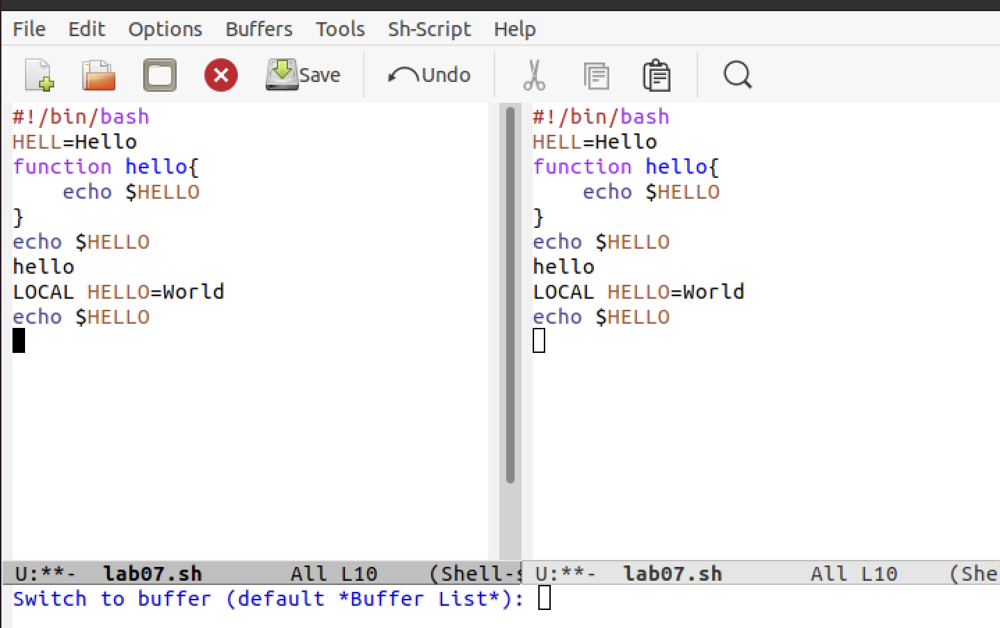 File Edit Options Buffers Tools Sh-Script Help
Save Undo
#!/bin/bash
HELL=Hello
function hello{
    echo $HELLO
}
echo $HELLO
hello
LOCAL HELLO=World
echo $HELLO
#!/bin/bash
HELL=Hello
function hello{
    echo $HELLO
}
echo $HELLO
hello
LOCAL HELLO=World
echo $HELLO
U:**-  lab07.sh       All L10    (Shell-s
U:**-  lab07.sh       All L10    (She
Switch to buffer (default *Buffer List*):